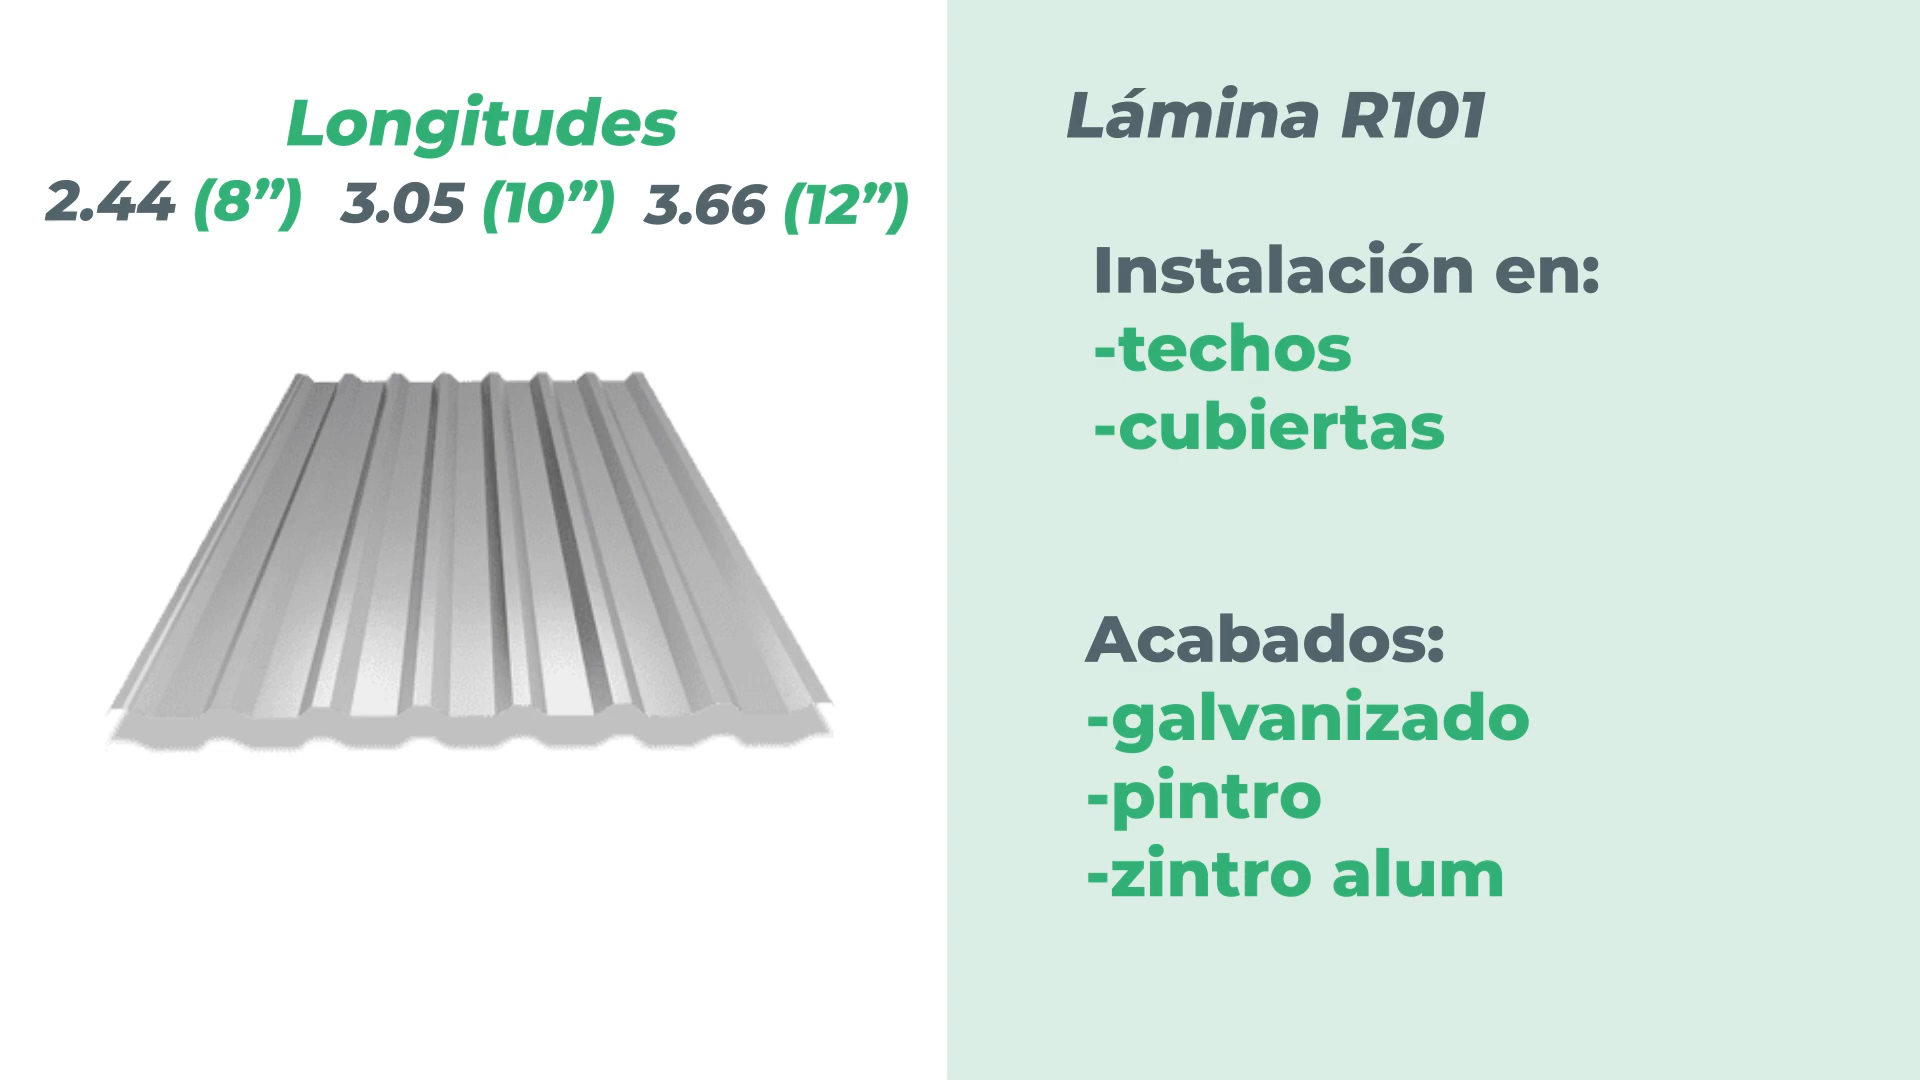 Longitudes
2.44 (8”) 3.05 (10”) 3.66 (12”)
Lámina R101
Instalación en:
-techos
-cubiertas
Acabados:
-galvanizado
-pintro
-zintro alum